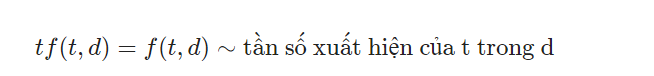 tf(t, d) = f(t, d) ∼ tần số xuất hiện của t trong d